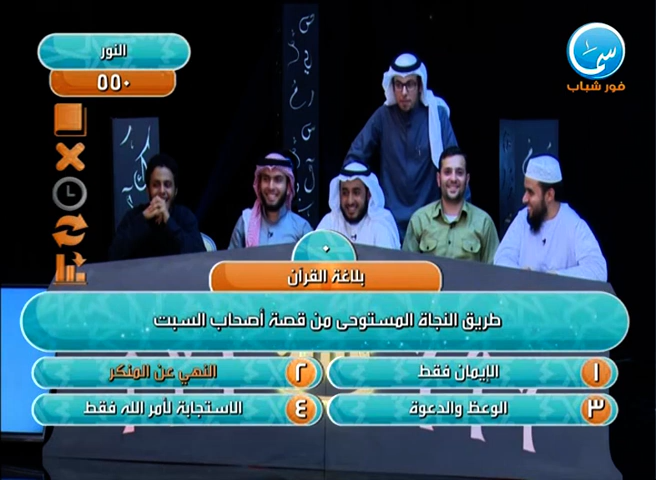 النور
٥٥٠
سما
فور شباب
٠
بلاغة القرآن
طريق النجاة المستوحى من قصة أصحاب السبت
١ الإيمان فقط
٢ النهي عن المنكر
٣ الوعظ والدعوة
٤ الاستجابة لأمر الله فقط